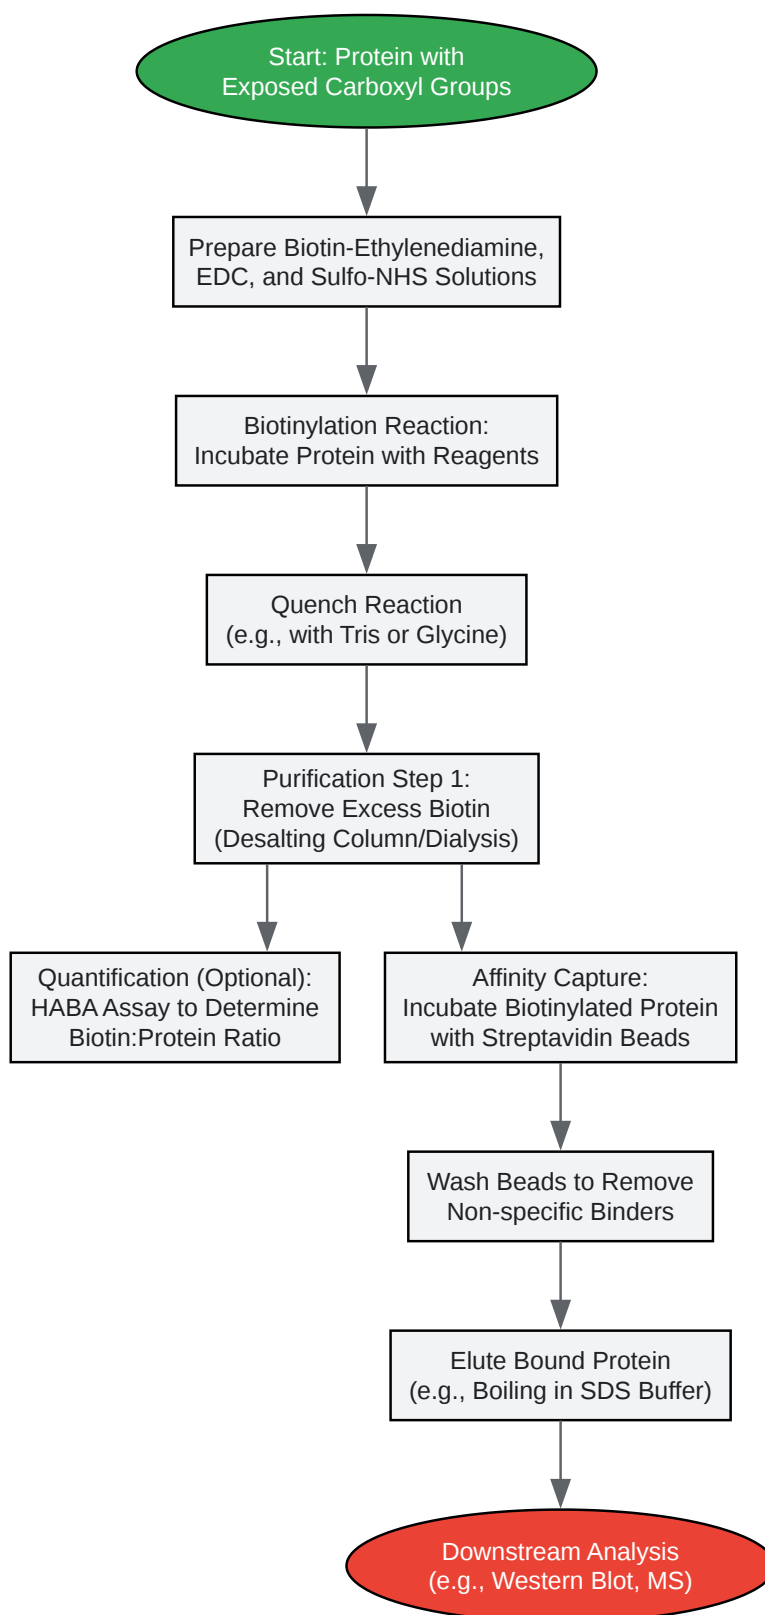 Start: Protein with
Exposed Carboxyl Groups
Prepare Biotin-Ethylenediamine,
EDC, and Sulfo-NHS Solutions
Biotinylation Reaction:
Incubate Protein with Reagents
Quench Reaction
(e.g., with Tris or Glycine)
Purification Step 1:
Remove Excess Biotin
(Desalting Column/Dialysis)
Quantification (Optional):
HABA Assay to Determine
Biotin:Protein Ratio
Affinity Capture:
Incubate Biotinylated Protein
with Streptavidin Beads
Wash Beads to Remove
Non-specific Binders
Elute Bound Protein
(e.g., Boiling in SDS Buffer)
Downstream Analysis
(e.g., Western Blot, MS)